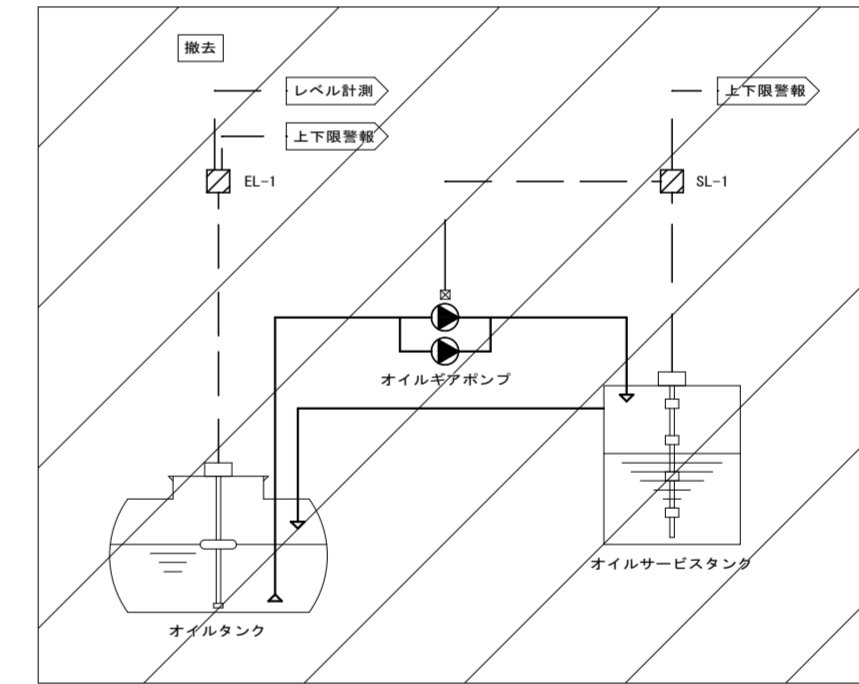 撤去
レベル計測
上下限警報
上下限警報
EL-1
SL-1
オイルギアポンプ
オイルサービスタンク
オイルタンク